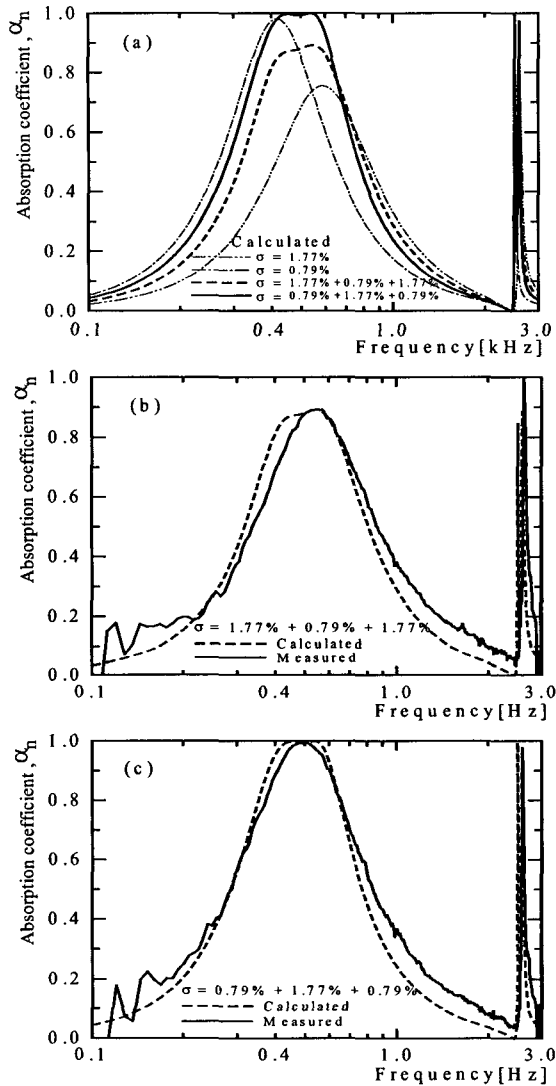 (a)
Absorption coefficient, αn
1.0
0.8
0.6
0.4
0.2
0.0
Calculated
σ = 1.77%
σ = 0.79%
σ = 1.77%+0.79%+1.77%
σ = 0.79%+1.77%+0.79%
0.1 0.4 1.0 3.0
Frequency[kHz]
(b)
Absorption coefficient, αn
1.0
0.8
0.6
0.4
0.2
0.0
σ = 1.77% + 0.79% + 1.77%
Calculated
Measured
0.1 0.4 1.0 3.0
Frequency[Hz]
(c)
Absorption coefficient, αn
1.0
0.8
0.6
0.4
0.2
0.0
σ = 0.79% + 1.77% + 0.79%
Calculated
Measured
0.1 0.4 1.0 3.0
Frequency[Hz]